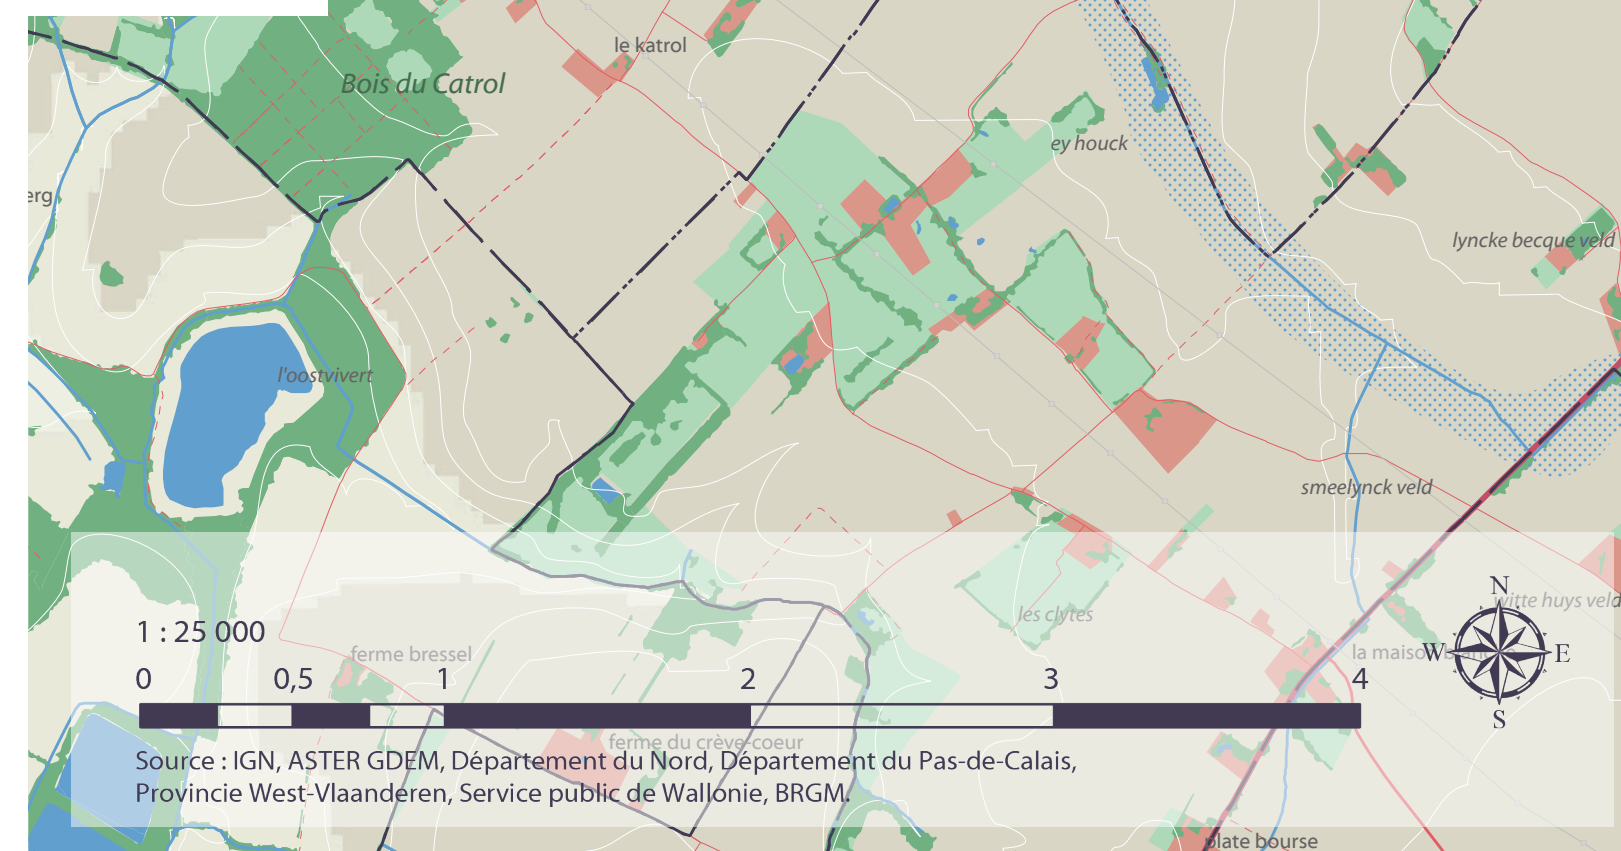 le katrol
Bois du Catrol
ey houck
erg
lyncke becque veld
l'oostvivert
smeelynck veld
witte huys veld
les clytes
N
W
E
S
1 : 25 000
ferme bressel
la maison blanche
0 0,5 1 2 3 4
ferme du crève-coeur
Source : IGN, ASTER GDEM, Département du Nord, Département du Pas-de-Calais,
Provincie West-Vlaanderen, Service public de Wallonie, BRGM.
plate bourse